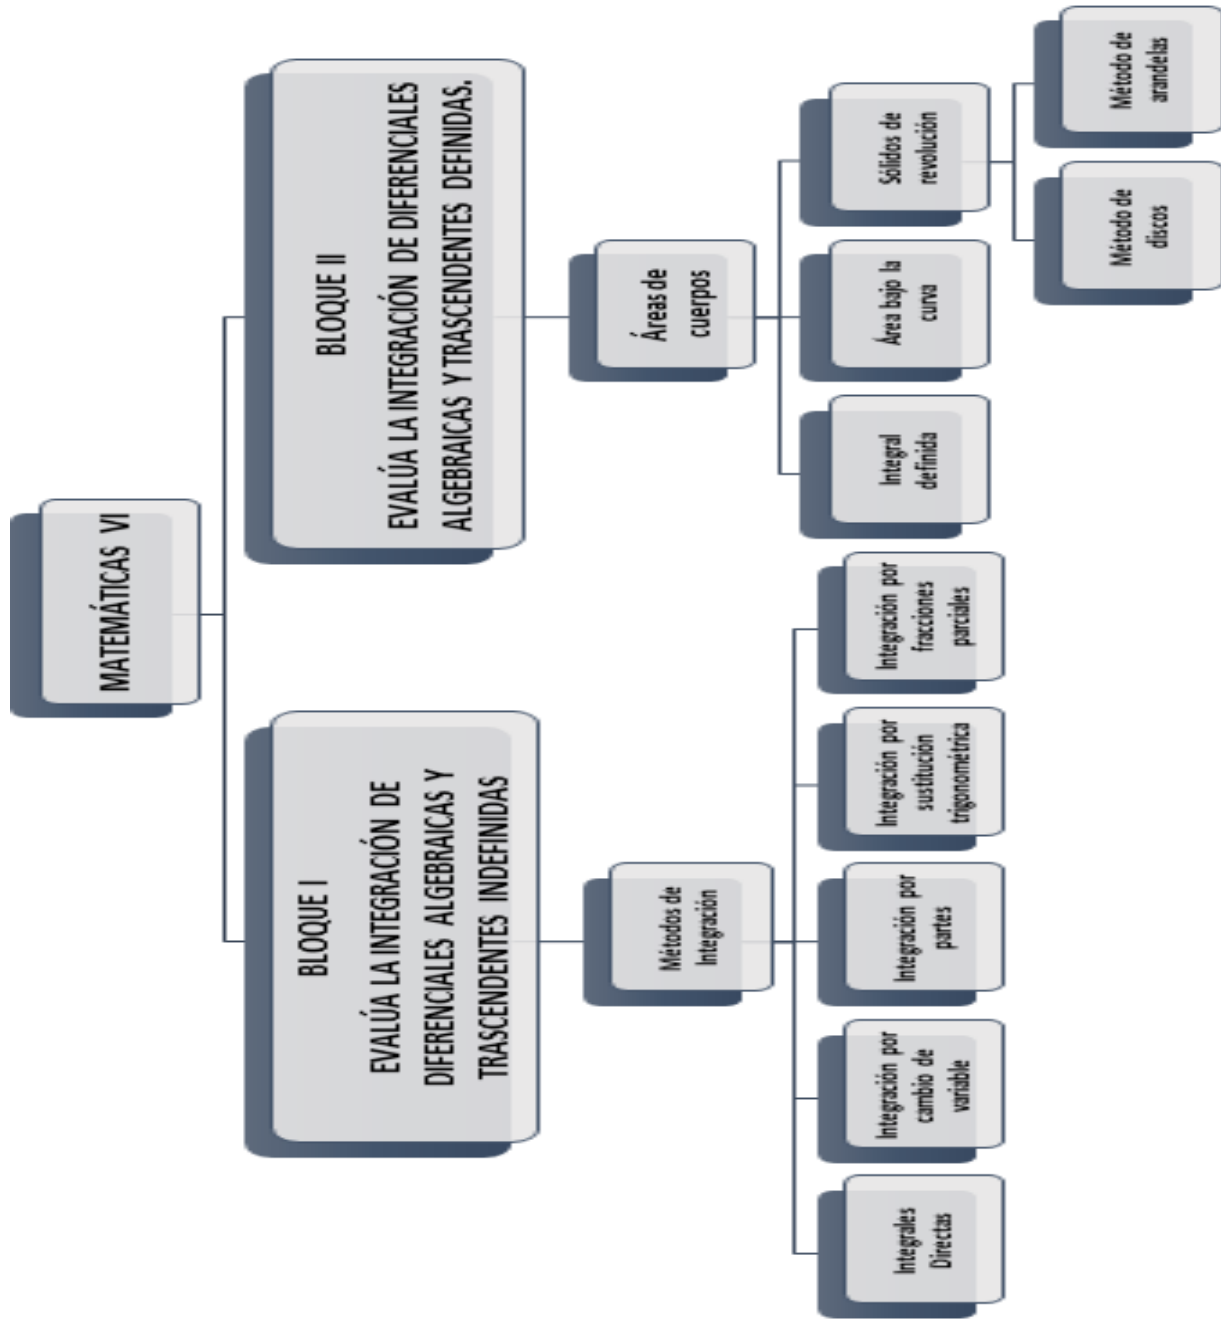 MATEMÁTICAS VI
BLOQUE I
EVALÚA LA INTEGRACIÓN DE
DIFERENCIALES ALGEBRAICAS Y
TRASCENDENTES INDEFINIDAS
BLOQUE II
EVALÚA LA INTEGRACIÓN DE DIFERENCIALES
ALGEBRAICAS Y TRASCENDENTES DEFINIDAS.
Métodos de
Integración
Áreas de
cuerpos
Integrales
Directas
Integración por
cambio de
variable
Integración por
partes
Integración por
sustitución
trigonométrica
Integración por
fracciones
parciales
Integral
definida
Área bajo la
curva
Sólidos de
revolución
Método de
discos
Método de
arandelas